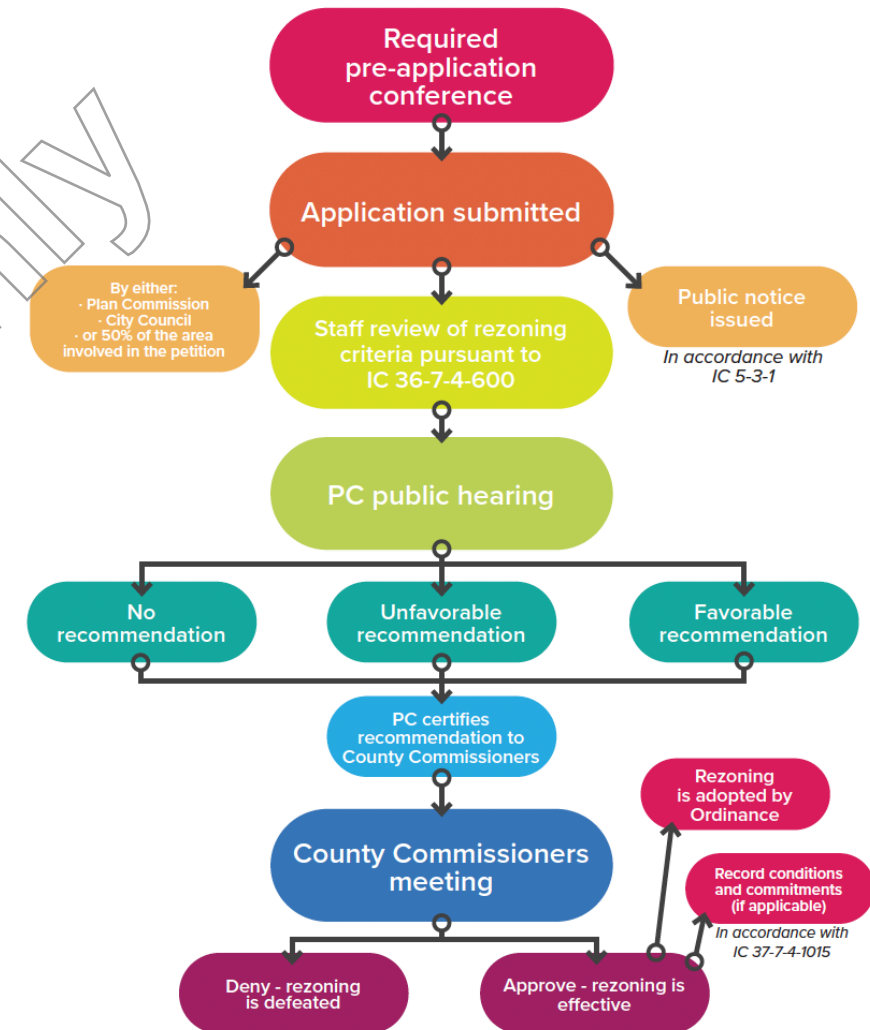 Required
pre-application
conference
Application submitted
By either:
· Plan Commission
· City Council
· or 50% of the area
involved in the petition
Staff review of rezoning
criteria pursuant to
IC 36-7-4-600
Public notice
issued
In accordance with
IC 5-3-1
PC public hearing
No
recommendation
Unfavorable
recommendation
Favorable
recommendation
PC certifies
recommendation to
County Commissioners
Rezoning
is adopted by
Ordinance
County Commissioners
meeting
Record conditions
and commitments
(if applicable)
In accordance with
IC 37-7-4-1015
Deny - rezoning
is defeated
Approve - rezoning is
effective